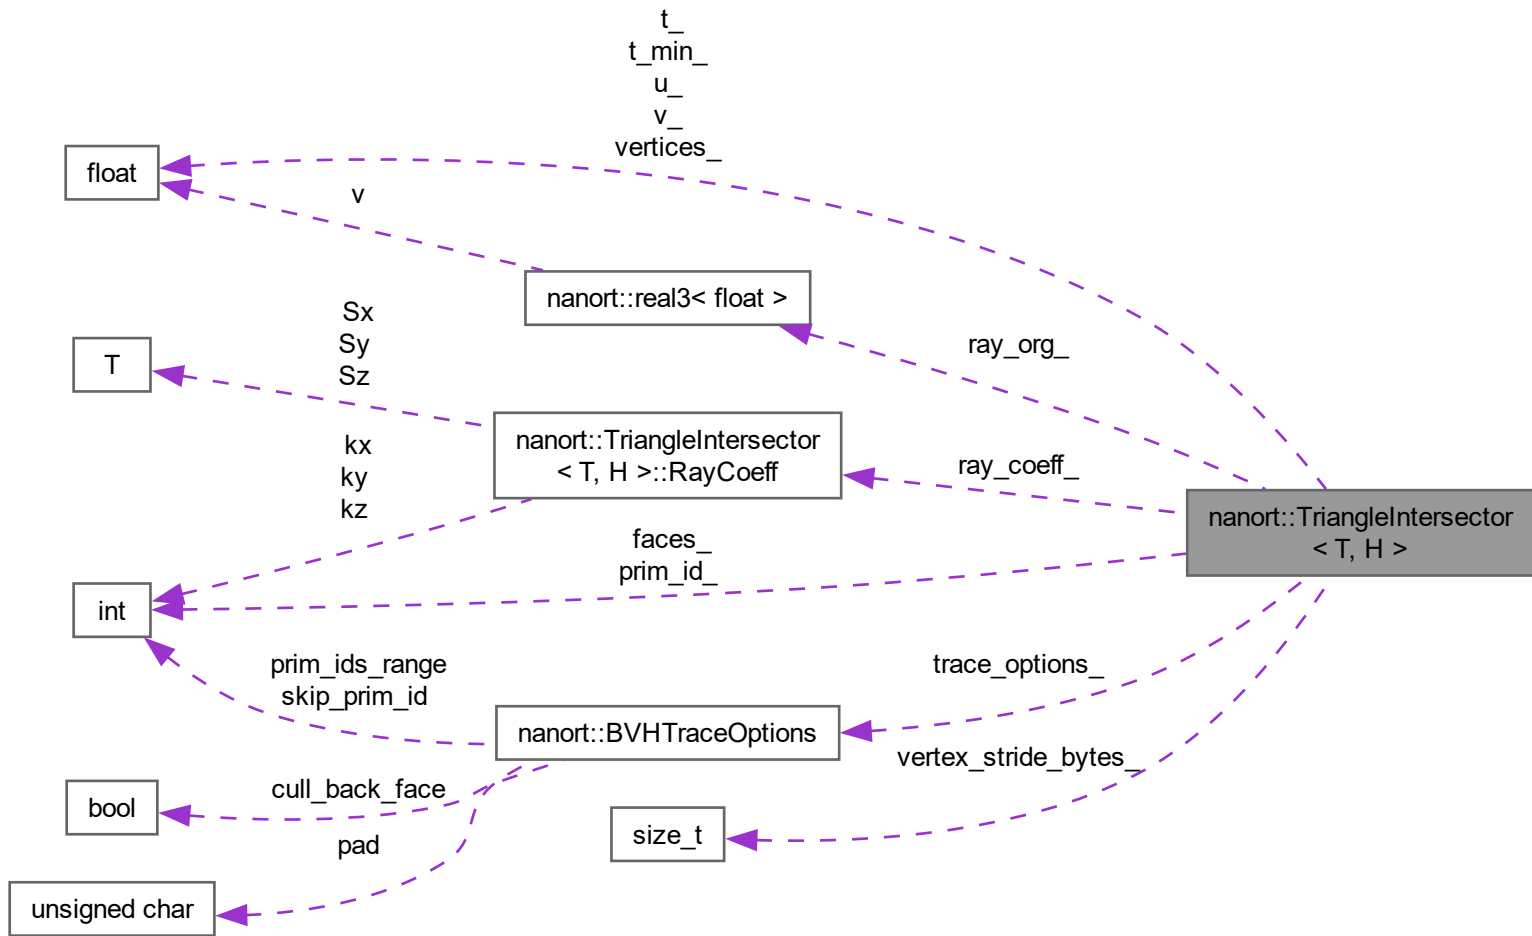 t_
t_min_
u_
v_
vertices_
float
v
nanort::real3< float >
Sx
Sy
Sz
T
ray_org_
nanort::TriangleIntersector
< T, H >::RayCoeff
kx
ky
kz
ray_coeff_
nanort::TriangleIntersector
< T, H >
faces_
prim_id_
int
prim_ids_range
skip_prim_id
trace_options_
nanort::BVHTraceOptions
vertex_stride_bytes_
cull_back_face
bool
size_t
pad
unsigned char